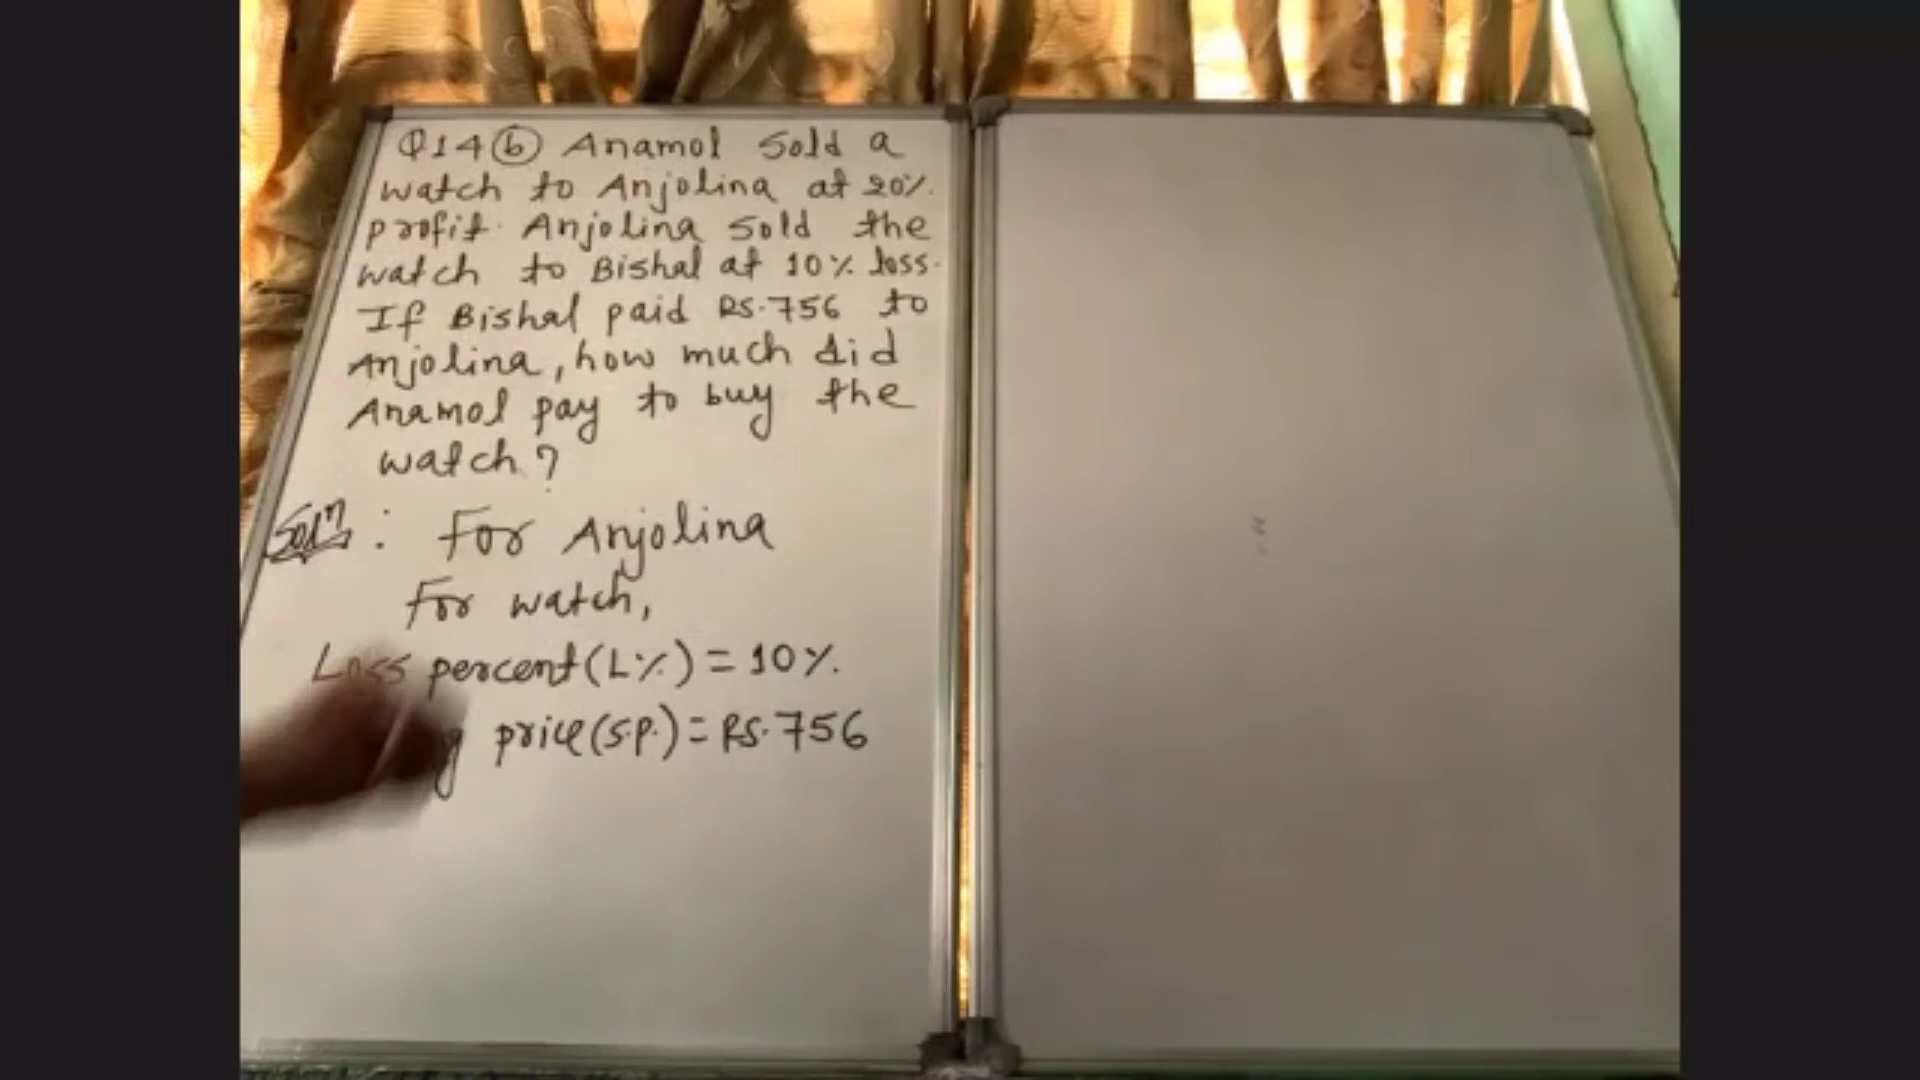 Q14 (b) Anamol sold a
watch to Anjolina at 20%
profit. Anjolina sold the
watch to Bishal at 10% loss.
If Bishal paid Rs.756 to
Anjolina, how much did
Anamol pay to buy the
watch?
Solⁿ: For Anjolina
For watch,
Loss percent (L%) = 10%.
price (S.P.) = Rs.756